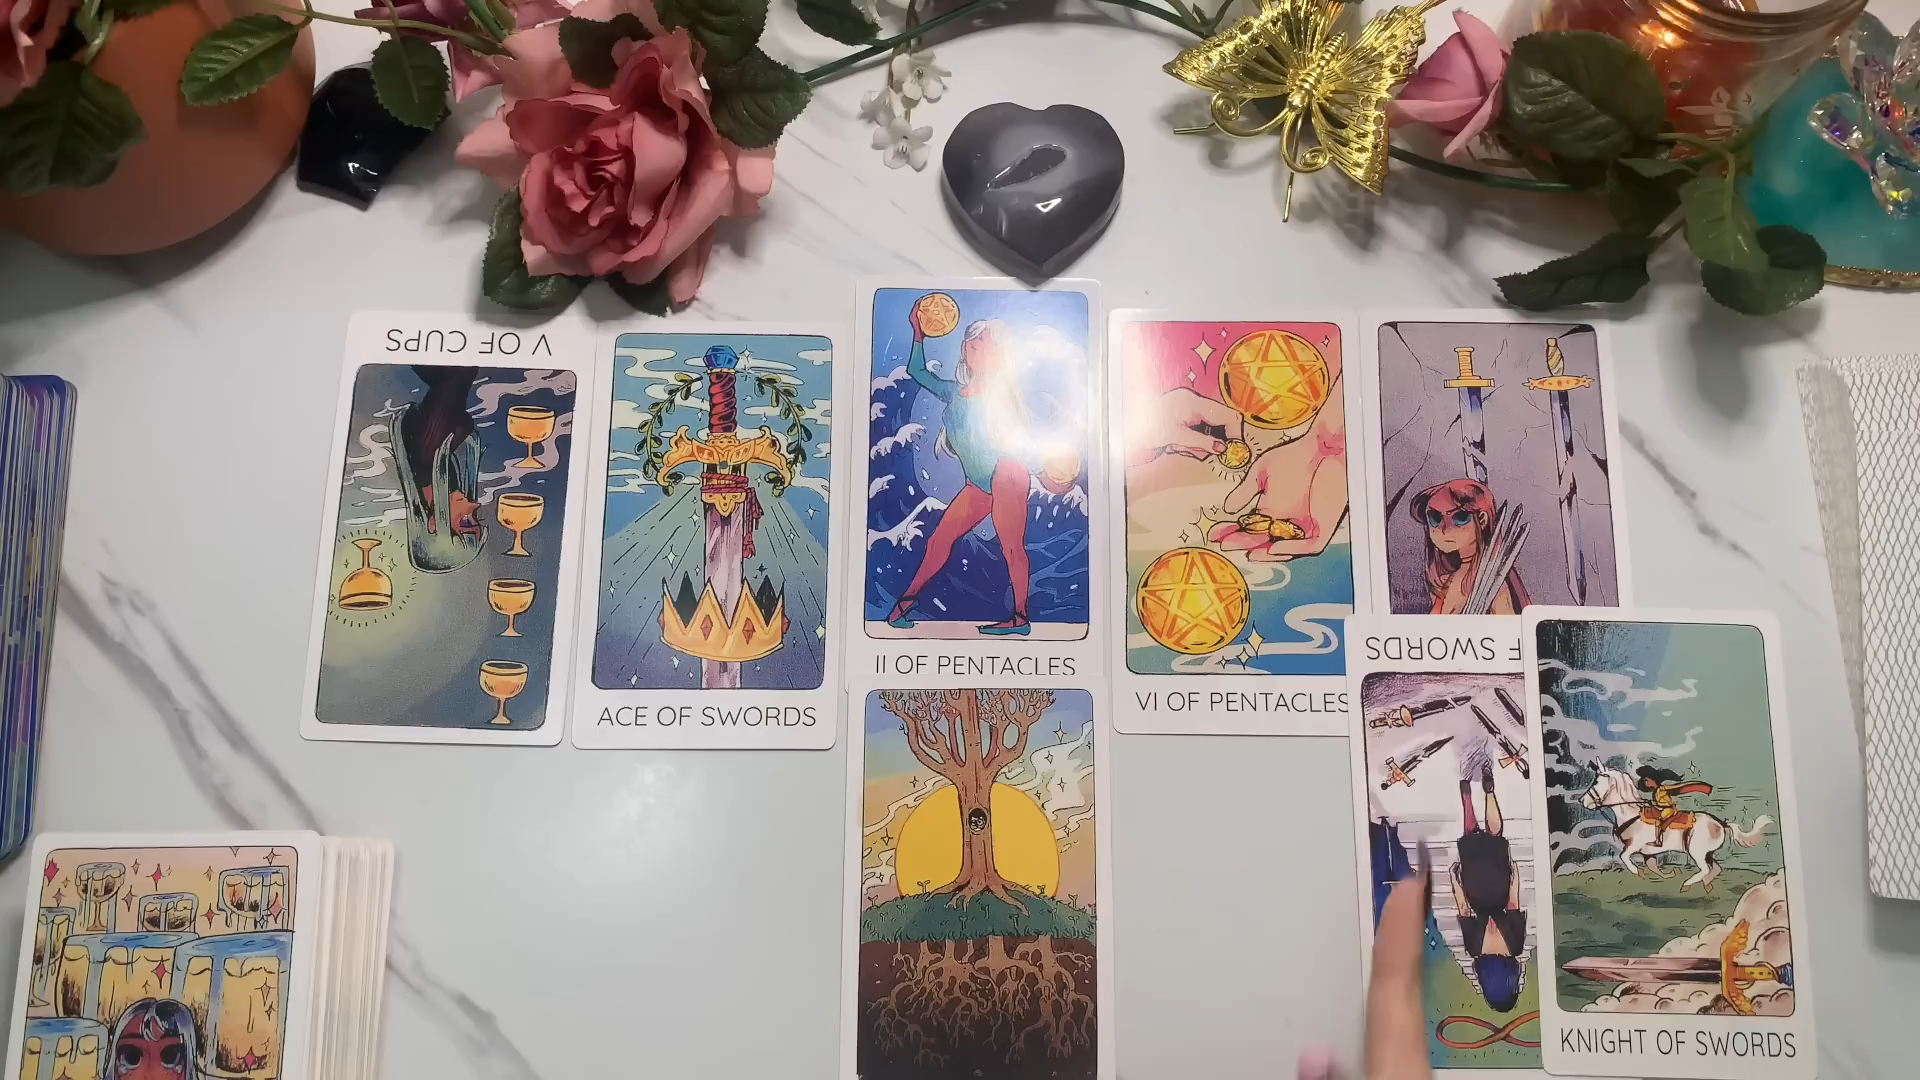 V OF CUPS
ACE OF SWORDS
II OF PENTACLES
VI OF PENTACLES
F SWORDS
KNIGHT OF SWORDS